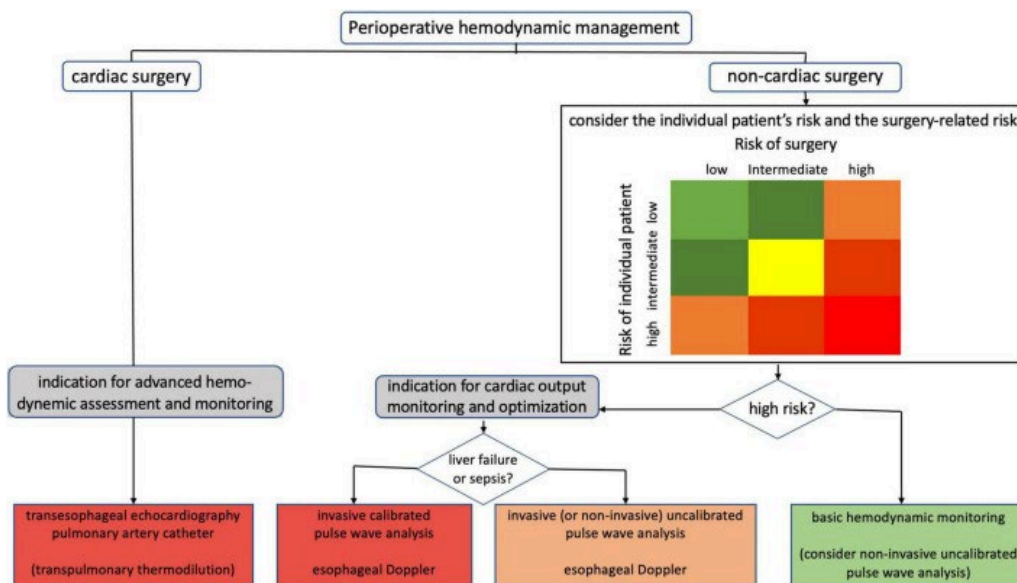 Perioperative hemodynamic management
cardiac surgery
non-cardiac surgery
consider the individual patient's risk and the surgery-related risk
Risk of surgery
low Intermediate high
Risk of individual patient
high intermediate low
indication for advanced hemo-
dynemic assessment and monitoring
indication for cardiac output
monitoring and optimization
high risk?
liver failure
or sepsis?
transesophageal echocardiography
pulmonary artery catheter
(transpulmonary thermodilution)
invasive calibrated
pulse wave analysis
esophageal Doppler
invasive (or non-invasive) uncalibrated
pulse wave analysis
esophageal Doppler
basic hemodynamic monitoring
(consider non-invasive uncalibrated
pulse wave analysis)